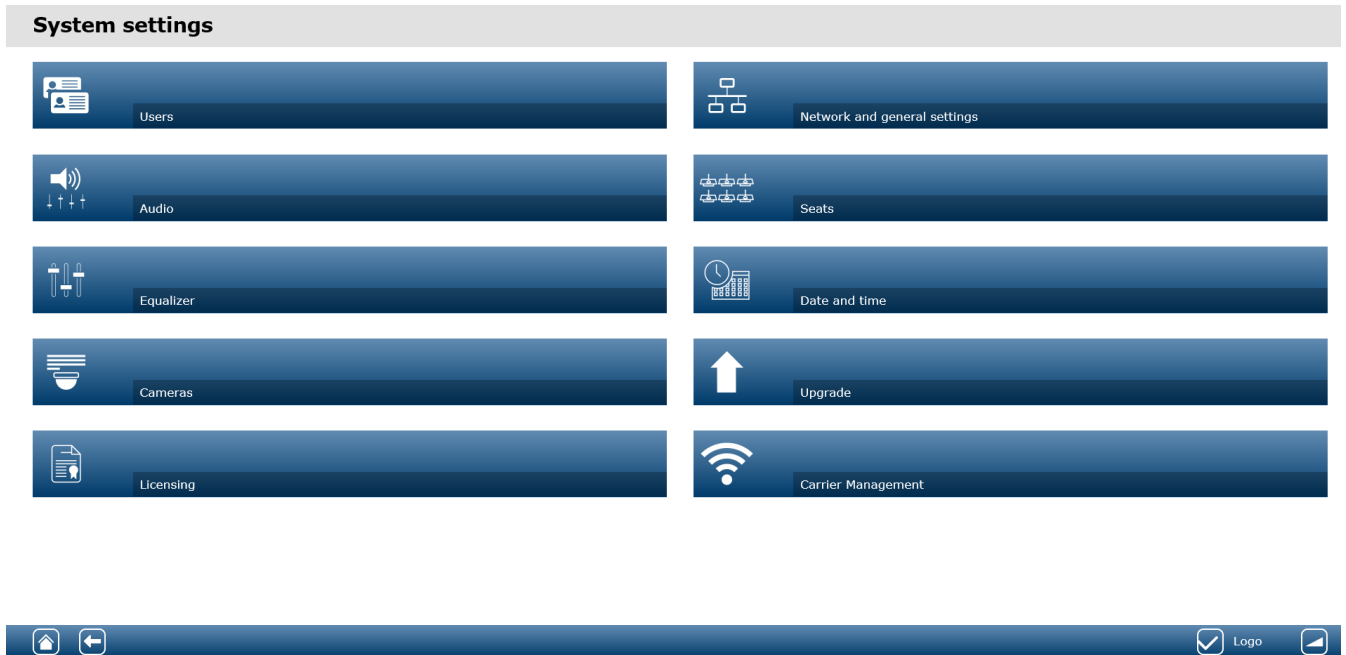 System settings
Users
Network and general settings
Audio
Seats
Equalizer
Date and time
Cameras
Upgrade
Licensing
Carrier Management
Logo